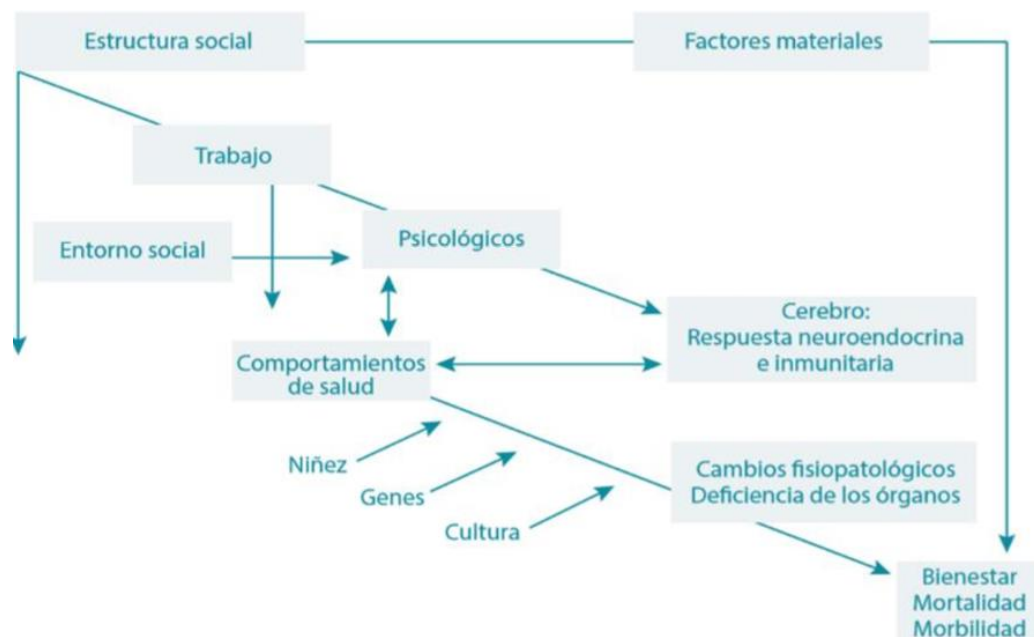 Estructura social
Factores materiales
Trabajo
Entorno social
Psicológicos
Cerebro:
Respuesta neuroendocrina
e inmunitaria
Comportamientos
de salud
Niñez
Genes
Cultura
Cambios fisiopatológicos
Deficiencia de los órganos
Bienestar
Mortalidad
Morbilidad